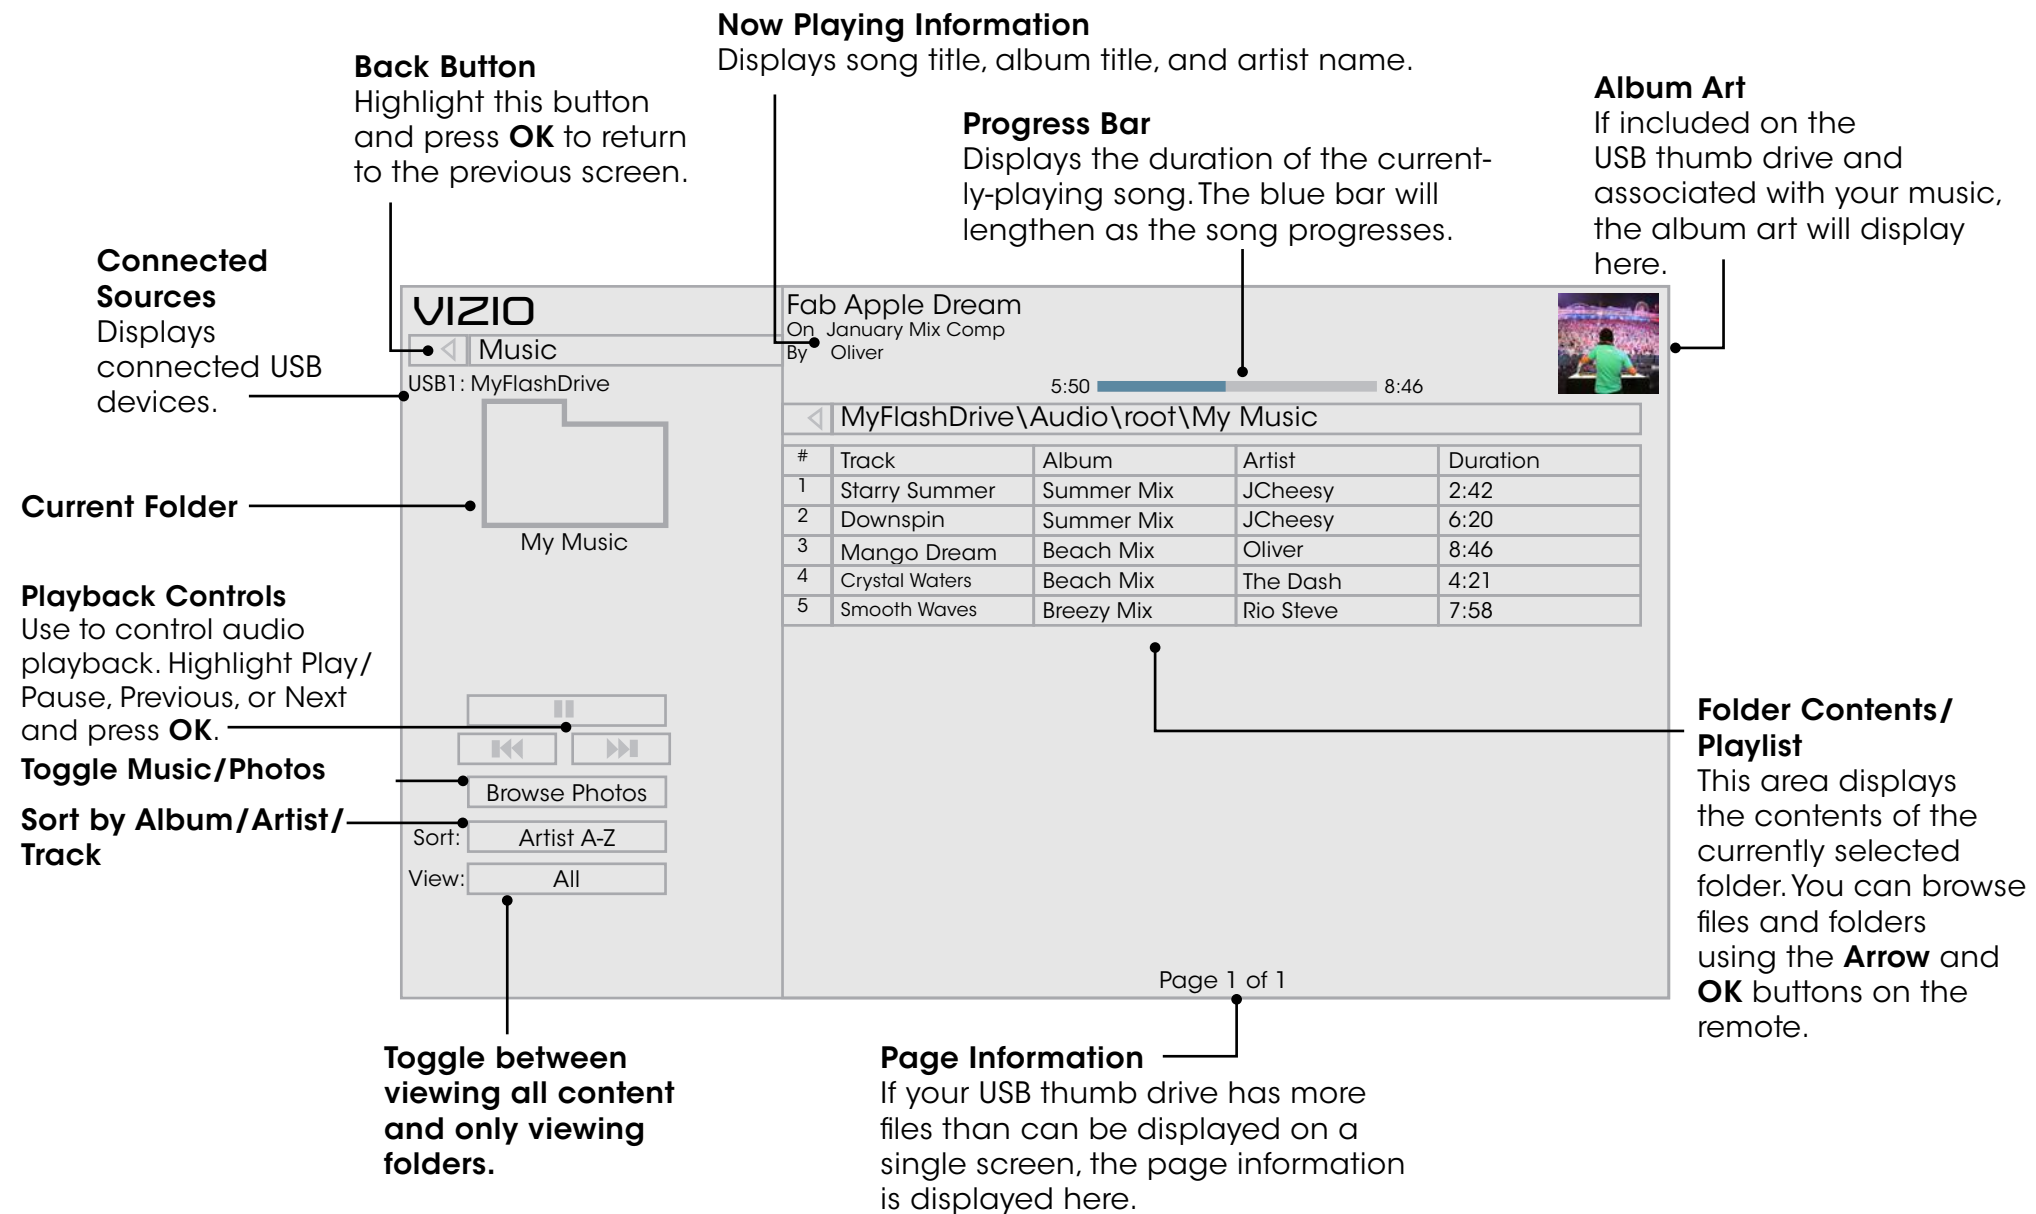 Now Playing Information
Displays song title, album title, and artist name.
Back Button
Highlight this button
and press OK to return
to the previous screen.
Progress Bar
Displays the duration of the current-
ly-playing song. The blue bar will
lengthen as the song progresses.
Album Art
If included on the
USB thumb drive and
associated with your music,
the album art will display
here.
Connected
Sources
Displays
connected USB
devices.
Current Folder
Playback Controls
Use to control audio
playback. Highlight Play/
Pause, Previous, or Next
and press OK.
Toggle Music/Photos
Sort by Album/Artist/
Track
VIZIO
Music
USB1: MyFlashDrive
My Music
Browse Photos
Sort: Artist A-Z
View: All
Fab Apple Dream
On January Mix Comp
By Oliver
5:50 8:46
MyFlashDrive\Audio\root\My Music
# Track Album Artist Duration
1 Starry Summer Summer Mix JCheesy 2:42
2 Downspin Summer Mix JCheesy 6:20
3 Mango Dream Beach Mix Oliver 8:46
4 Crystal Waters Beach Mix The Dash 4:21
5 Smooth Waves Breezy Mix Rio Steve 7:58
Page 1 of 1
Folder Contents/
Playlist
This area displays
the contents of the
currently selected
folder. You can browse
files and folders
using the Arrow and
OK buttons on the
remote.
Toggle between
viewing all content
and only viewing
folders.
Page Information
If your USB thumb drive has more
files than can be displayed on a
single screen, the page information
is displayed here.